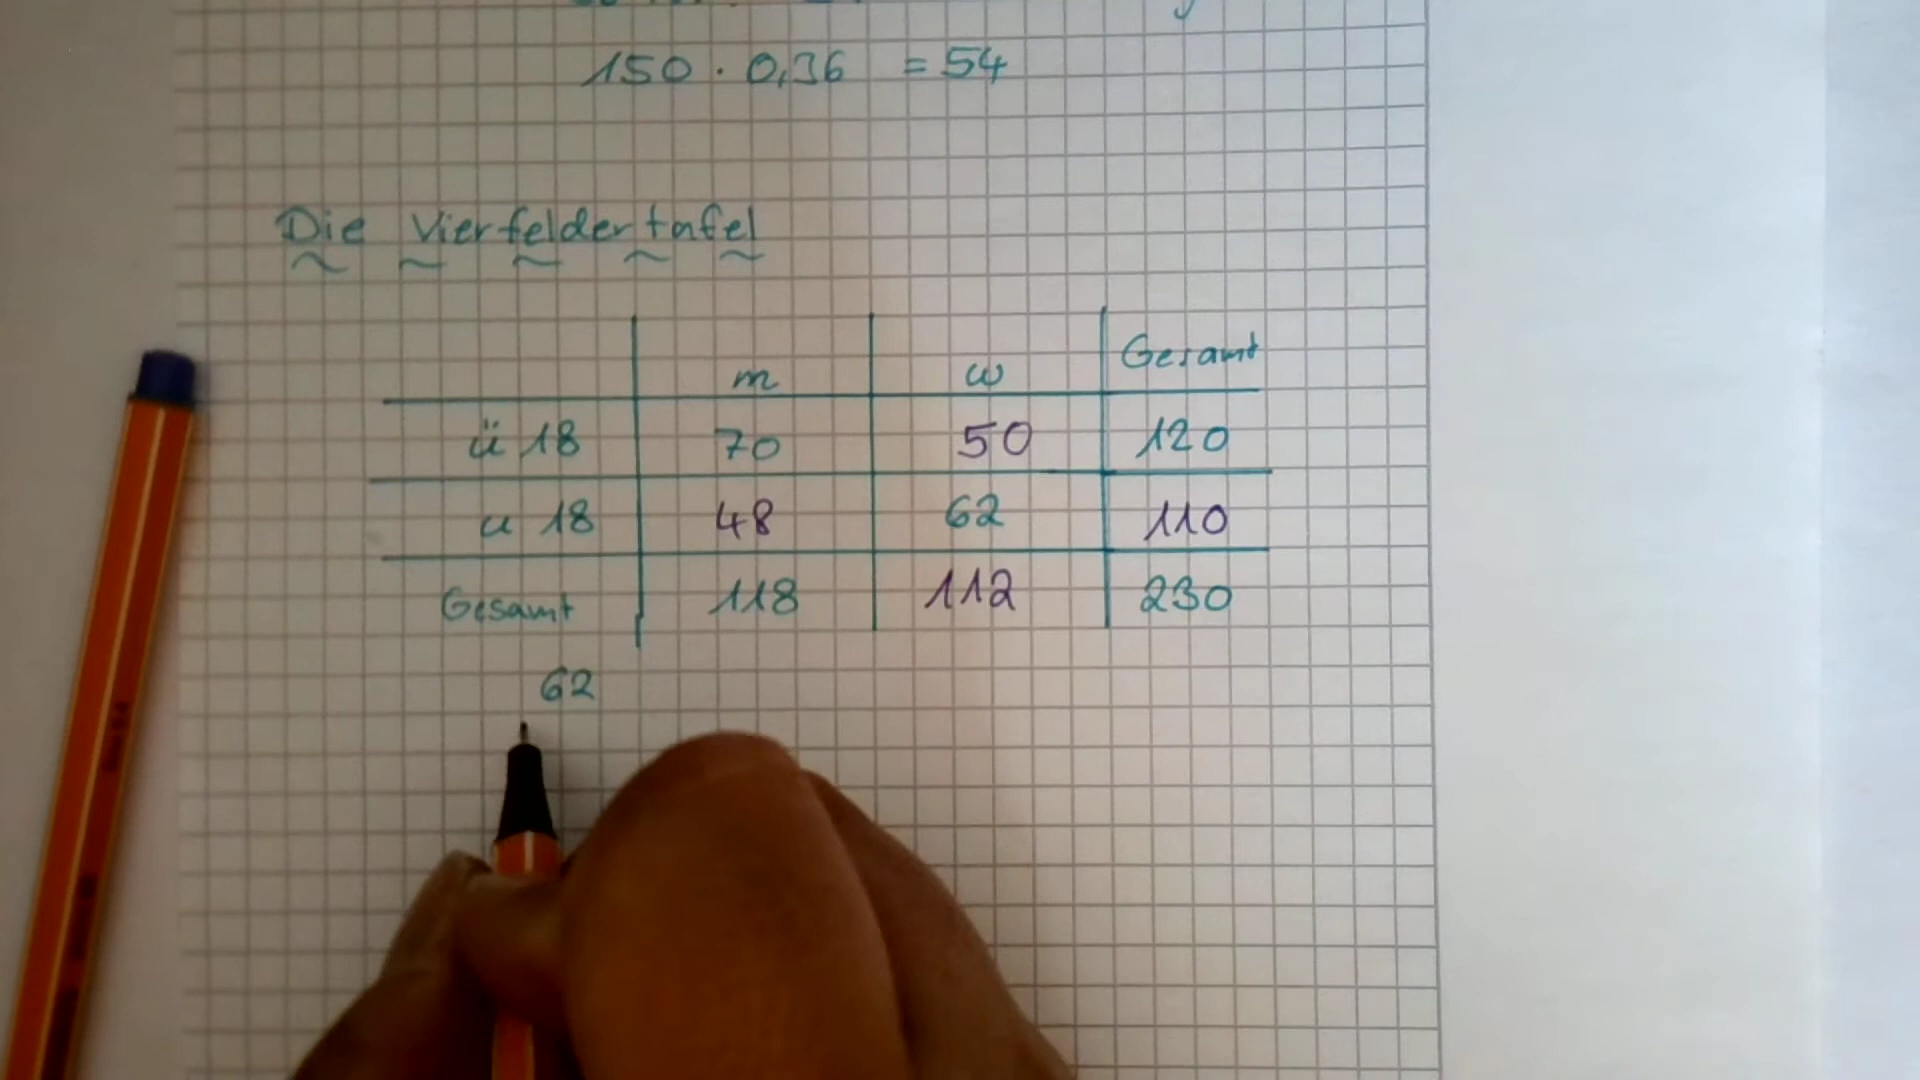 150 · 0,36 = 54
Die Vierfeldertafel
m w Gesamt
ü 18 70 50 120
u 18 48 62 110
Gesamt 118 112 230
62